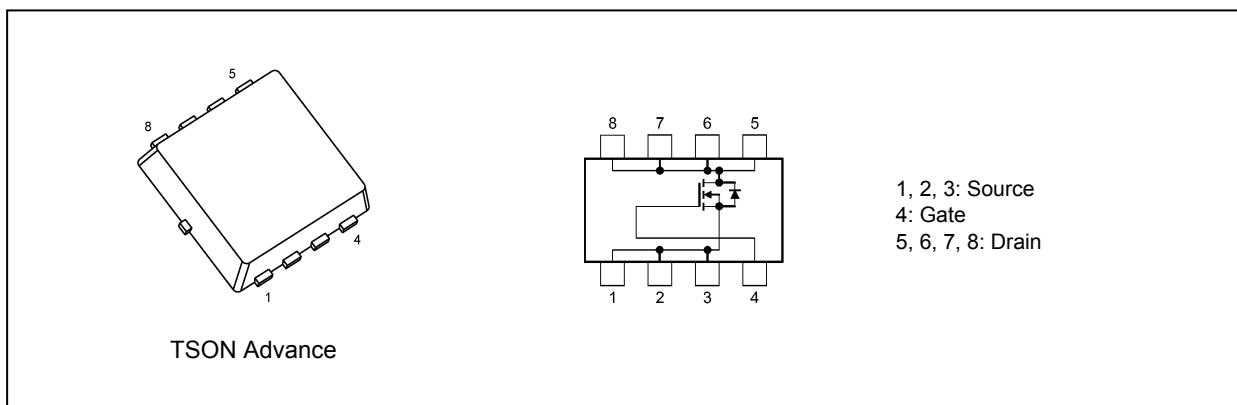 5
8
4
1
TSON Advance
8 7 6 5
1 2 3 4
1, 2, 3: Source
4: Gate
5, 6, 7, 8: Drain